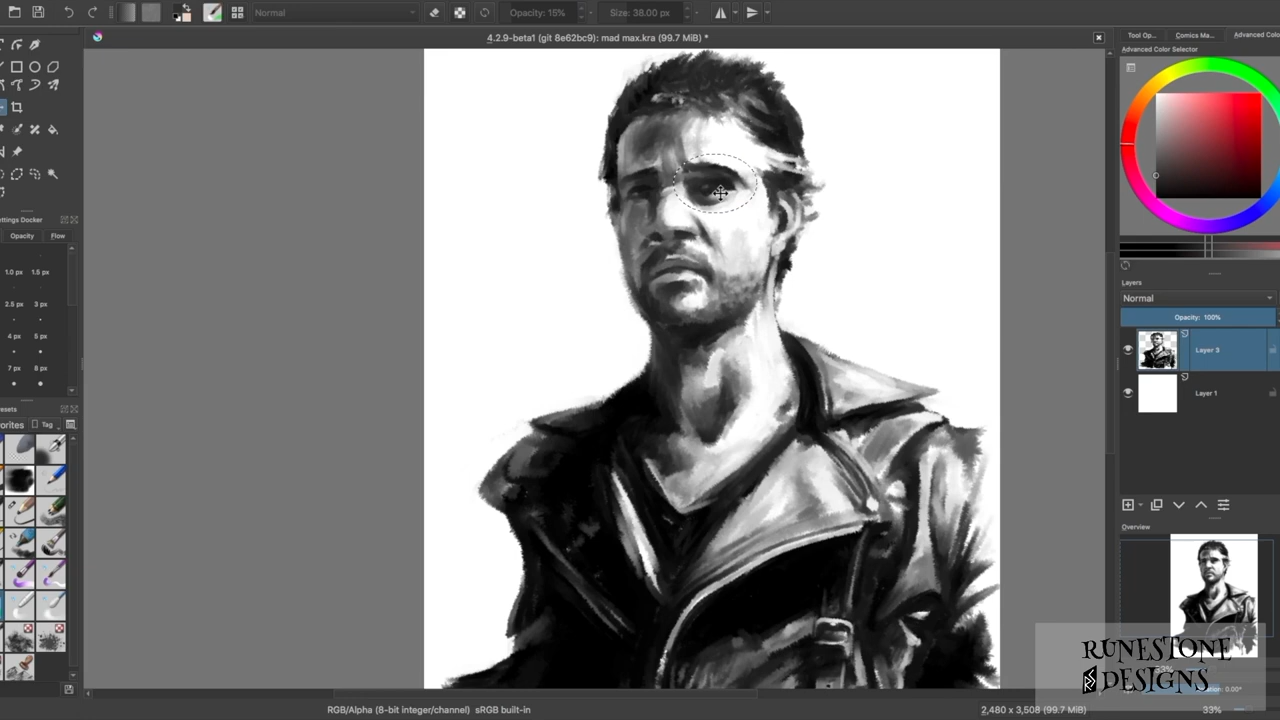 Normal
Opacity: 15%
Size: 38.00 px
4.2.9-beta1 (git 8e62bc9): mad max.kra (99.7 MiB) *
Tool Op...
Comics Ma...
Advanced Colo
Advanced Color Selector
ettings Docker
Opacity
Flow
1.0 px
1.5 px
2.5 px
3 px
4 px
5 px
7 px
8 px
esets
orites
Tag
Layers
Normal
Opacity: 100%
Layer 3
Layer 1
Overview
RUNESTONE
DESIGNS
0.00°
RGB/Alpha (8-bit integer/channel) sRGB built-in
2,480 x 3,508 (99.7 MiB)
33%